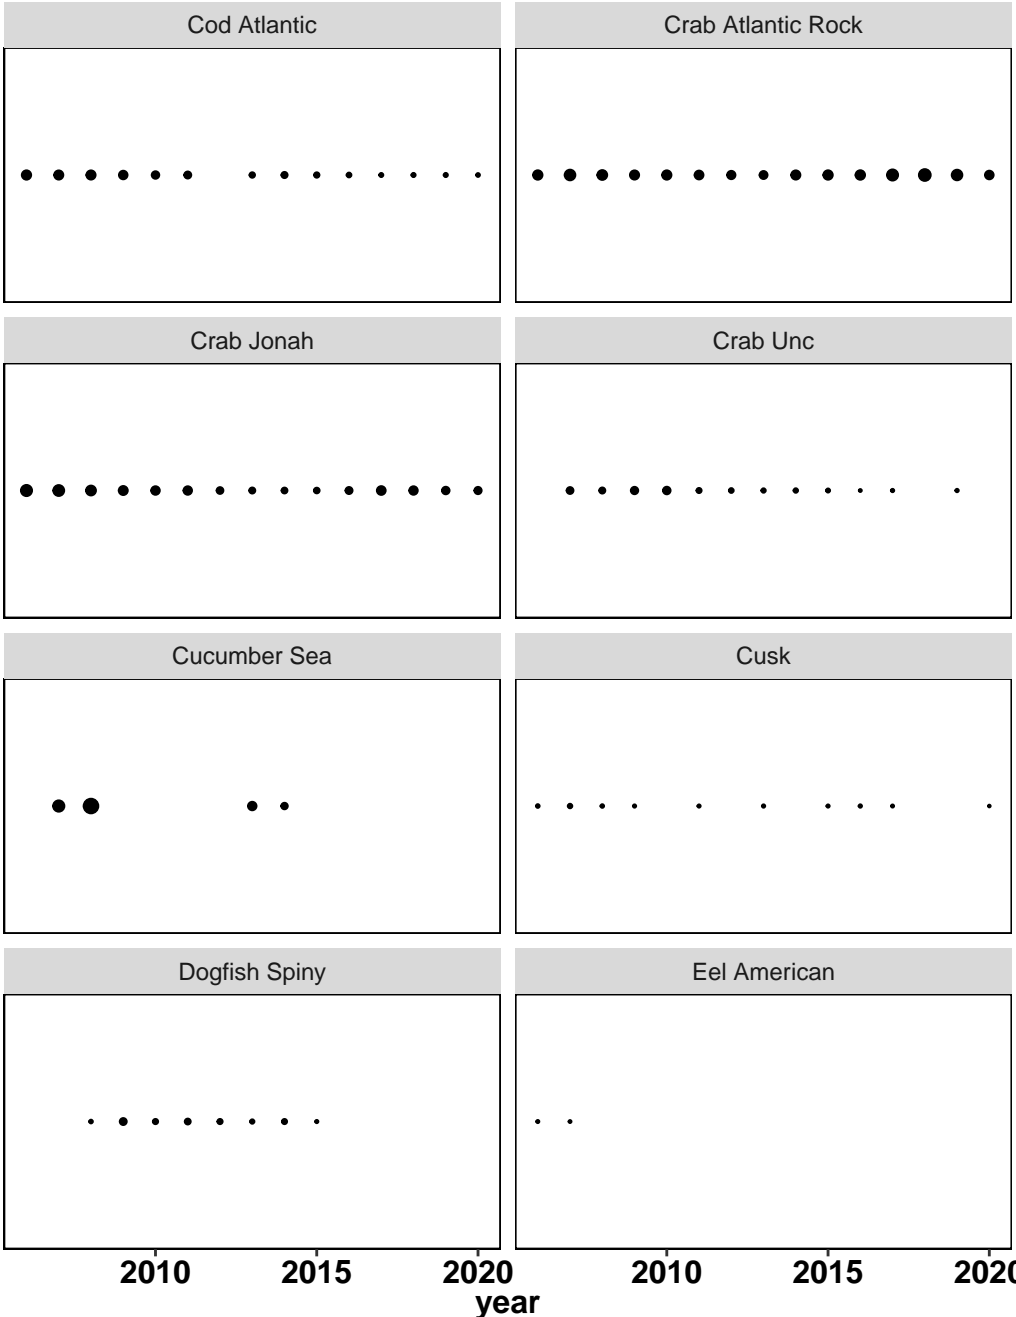 Cod Atlantic
Crab Atlantic Rock
Crab Jonah
Crab Unc
Cucumber Sea
Cusk
Dogfish Spiny
Eel American
2010 2015 2020 2010 2015 2020
year